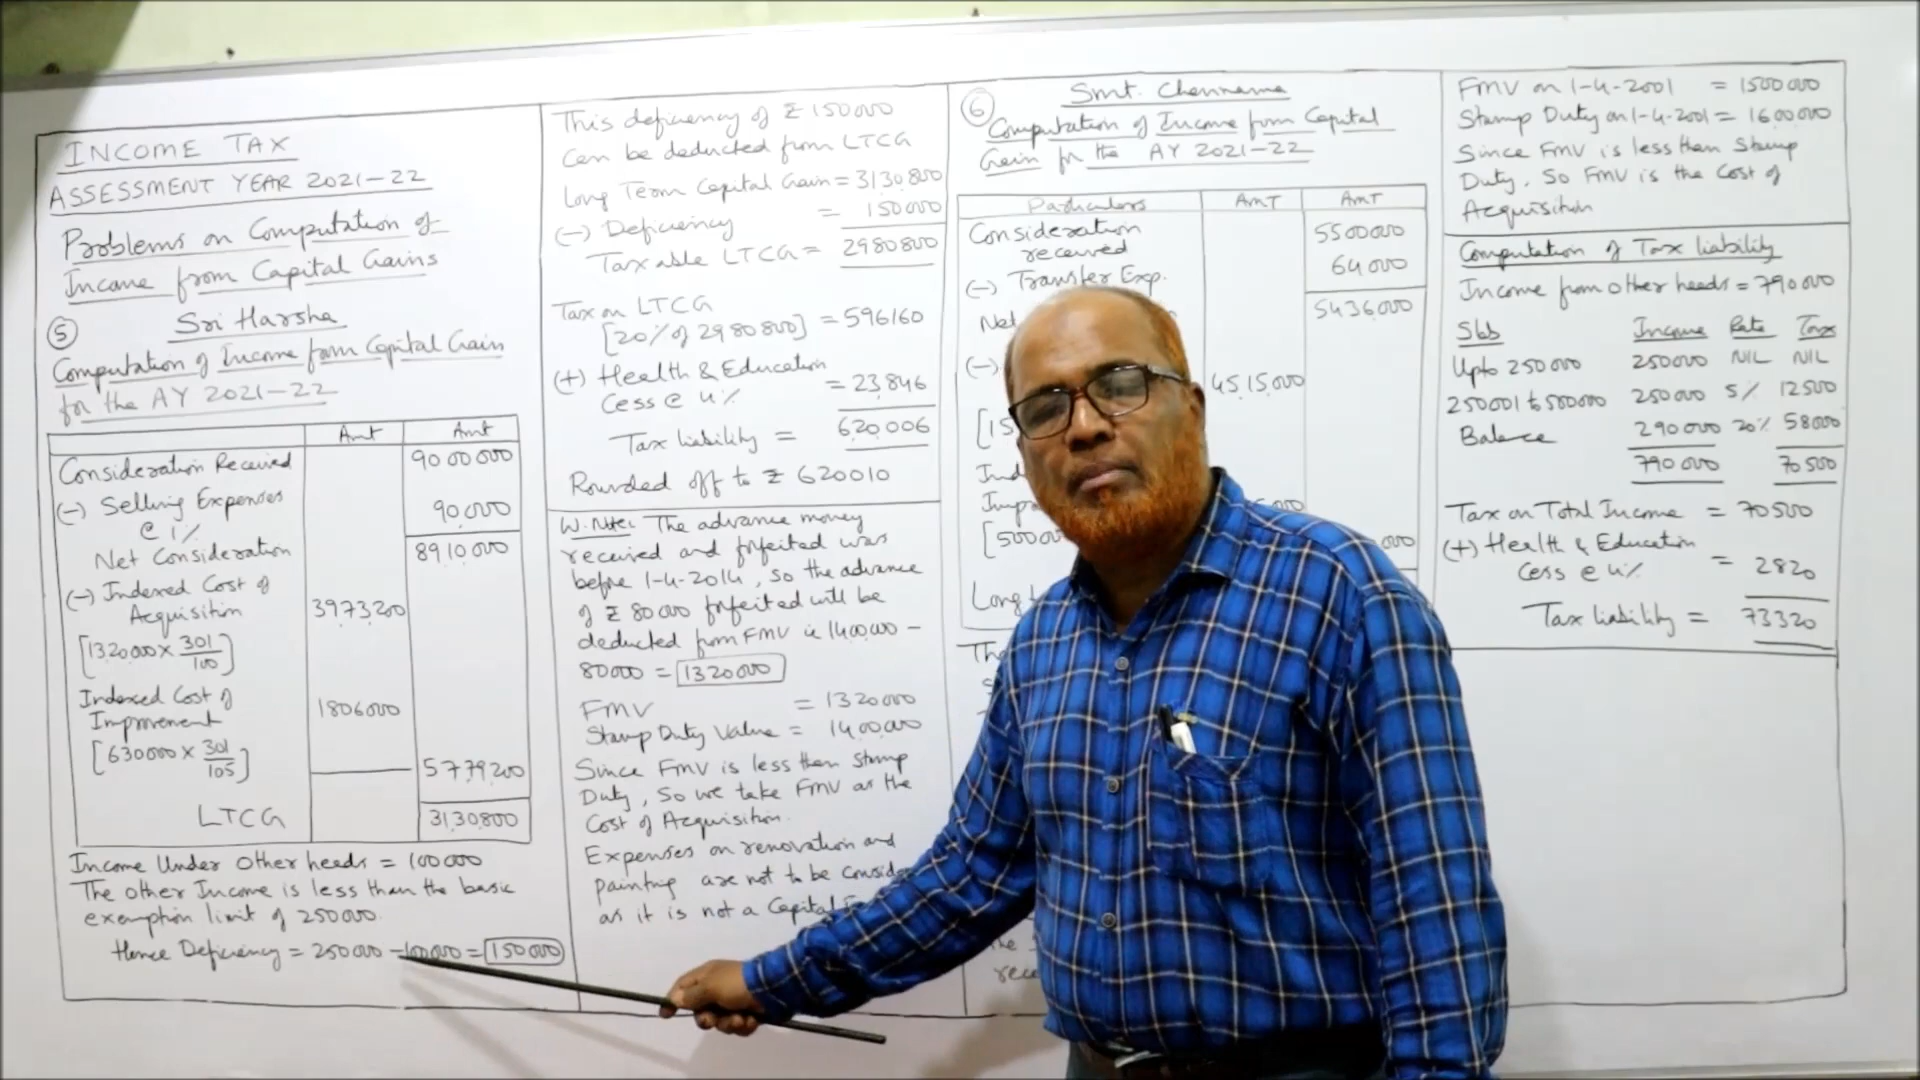 INCOME TAX
ASSESSMENT YEAR 2021-22
Problems on Computation of
Income from Capital Gains
5 Sri Harsha
Computation of Income from Capital Gain
for the AY 2021-22
Amt Amt
Consideration Received 9000000
(-) Selling Expenses
@ 1% 90,000
Net Consideration 8910000
(-) Indexed Cost of
Acquisition 3973200
[1320000 × 301/100]
Indexed Cost of
Improvement 1806000
[630000 × 301/105]
5779200
LTCG 3130800
Income Under Other heads = 100000
The other Income is less than the basic
exemption limit of 250000.
Hence Deficiency = 250000 - 100000 = 150000
This deficiency of ₹ 150000
can be deducted from LTCG
Long Term Capital Gain = 3130800
(-) Deficiency = 150000
Taxable LTCG = 2980800
Tax on LTCG
[20% of 2980800] = 596160
(+) Health & Education
Cess @ 4% = 23,846
Tax liability = 620,006
Rounded off to ₹ 620010
W. Note: The advance money
received and forfeited was
before 1-4-2014, so the advance
of ₹ 80000 forfeited will be
deducted from FMV ie 1400000 -
80000 = 1320000
FMV = 1320000
Stamp Duty Value = 1400000
Since FMV is less then Stamp
Duty, So we take FMV as the
Cost of Acquisition.
Expenses on renovation and
painting are not to be
as it is not a Capital
6 Smt. Chennama
Computation of Income from Capital
Gain for the AY 2021-22
Particulars AMT AMT
Consideration
received 5500000
(-) Transfer Exp. 64000
5436000
(-) 4515000
[15
FMV on 1-4-2001 = 1500000
Stamp Duty on 1-4-2001 = 1600000
Since FMV is less then Stamp
Duty, So FMV is the Cost of
Acquisition
Computation of Tax liability
Income from other heads = 790000
Slbs Income Rate Tax
Upto 250000 250000 NIL NIL
250001 to 500000 250000 5% 12500
Balance 290000 20% 58000
790000 70500
Tax on Total Income = 70500
(+) Health & Education
Cess @ 4% = 2820
Tax liability = 73320